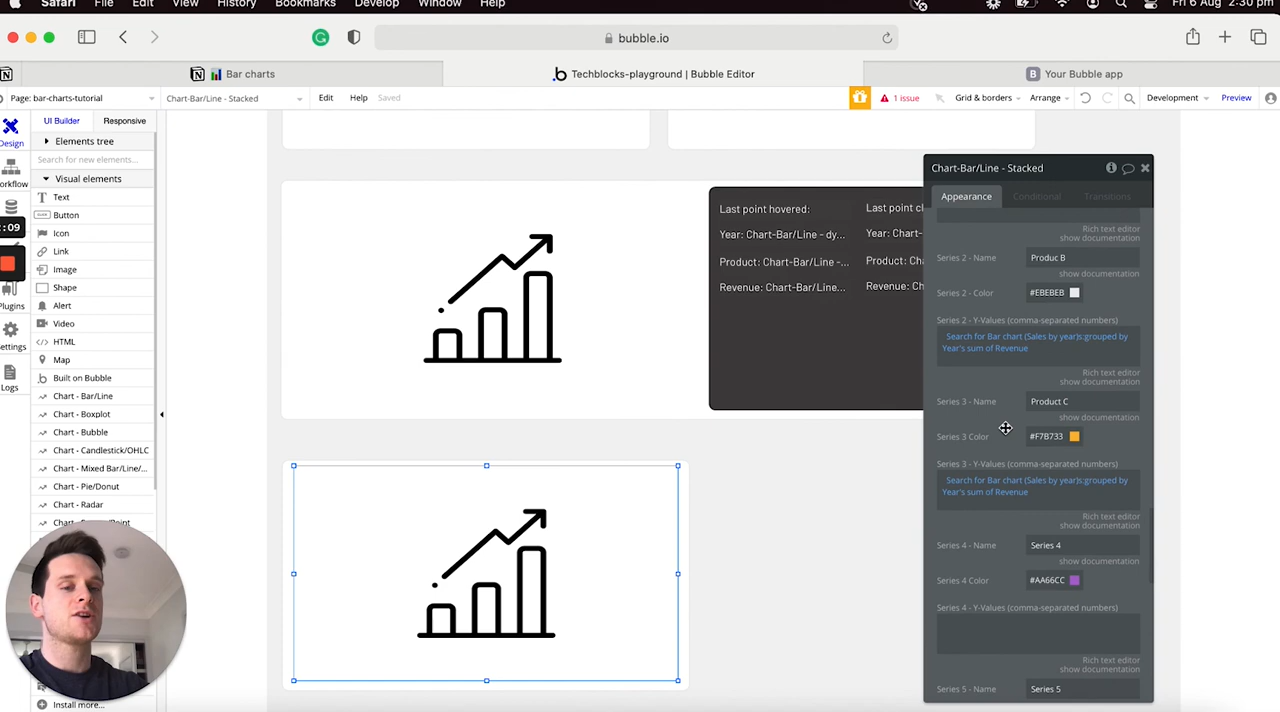 Safari File Edit View History Bookmarks Develop Window Help Fri 6 Aug 2:30 pm
bubble.io
Bar charts
Techblocks-playground | Bubble Editor
Your Bubble app
Page: bar-charts-tutorial
Chart-Bar/Line - Stacked
Edit
Help
Saved
1 issue
Grid & borders
Arrange
Development
Preview
Design
orkflow
:09
Plugins
ettings
Logs
UI Builder
Responsive
Elements tree
Search for new elements...
Visual elements
Text
Button
CLICK
Icon
Link
Image
Shape
Alert
Video
HTML
Map
Built on Bubble
Chart - Bar/Line
Chart - Boxplot
Chart - Bubble
Chart - Candlestick/OHLC
Chart - Mixed Bar/Line/...
Chart - Pie/Donut
Chart - Radar
Install more...
Last point hovered:
Year: Chart-Bar/Line - dy...
Product: Chart-Bar/Line -...
Revenue: Chart-Bar/Line...
Last point cl
Year: Chart-
Product: Cha
Revenue: Ch
Chart-Bar/Line - Stacked
Appearance
Conditional
Transitions
Rich text editor
show documentation
Series 2 - Name
Produc B
show documentation
Series 2 - Color
#EBEBEB
Series 2 - Y-Values (comma-separated numbers)
Search for Bar chart (Sales by year)s:grouped by
Year's sum of Revenue
Rich text editor
show documentation
Series 3 - Name
Product C
show documentation
Series 3 Color
#F7B733
Series 3 - Y-Values (comma-separated numbers)
Search for Bar chart (Sales by year)s:grouped by
Year's sum of Revenue
Rich text editor
show documentation
Series 4 - Name
Series 4
show documentation
Series 4 Color
#AA66CC
Series 4 - Y-Values (comma-separated numbers)
Rich text editor
show documentation
Series 5 - Name
Series 5